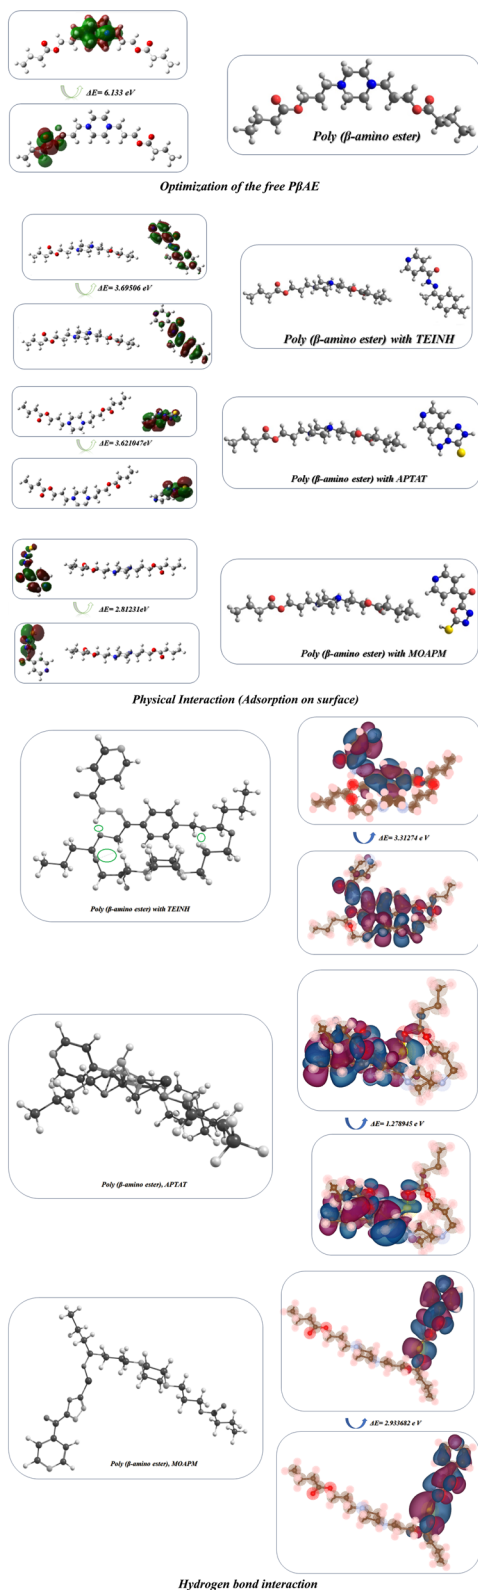 ΔE= 6.133 eV
Poly (β-amino ester)
Optimization of the free PβAE
ΔE= 3.69506 eV
Poly (β-amino ester) with TEINH
ΔE= 3.621047eV
Poly (β-amino ester) with APTAT
ΔE= 2.81231eV
Poly (β-amino ester) with MOAPM
Physical Interaction (Adsorption on surface)
Poly (β-amino ester) with TEINH
ΔE= 3.31274 e V
Poly (β-amino ester), APTAT
ΔE= 1.278945 e V
Poly (β-amino ester), MOAPM
ΔE= 2.933682 e V
Hydrogen bond interaction